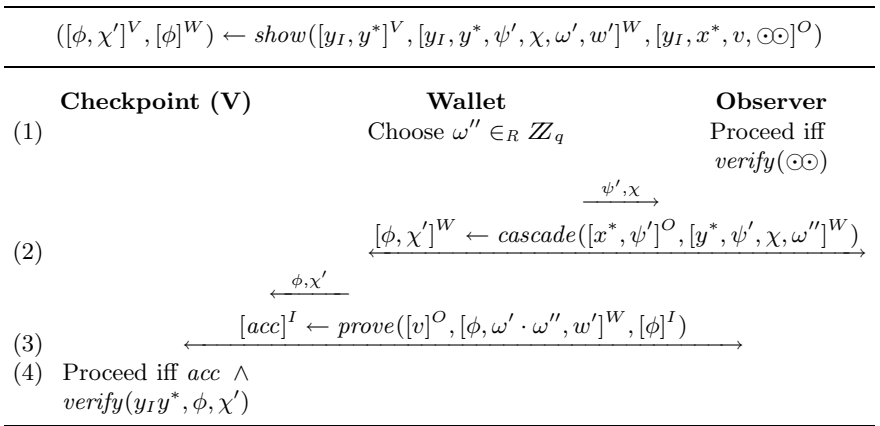 ([ϕ, χ′]^V, [ϕ]^W) ← show([y_I, y*]^V, [y_I, y*, ψ′, χ, ω′, w′]^W, [y_I, x*, v, ⊙⊙]^O)
Checkpoint (V) Wallet Observer
(1) Choose ω″ ∈_R ℤ_q Proceed iff
verify(⊙⊙)
ψ′,χ
(2) [ϕ, χ′]^W ← cascade([x*, ψ′]^O, [y*, ψ′, χ, ω″]^W)
ϕ,χ′
(3) [acc]^I ← prove([v]^O, [ϕ, ω′ · ω″, w′]^W, [ϕ]^I)
(4) Proceed iff acc ∧
verify(y_I y*, ϕ, χ′)